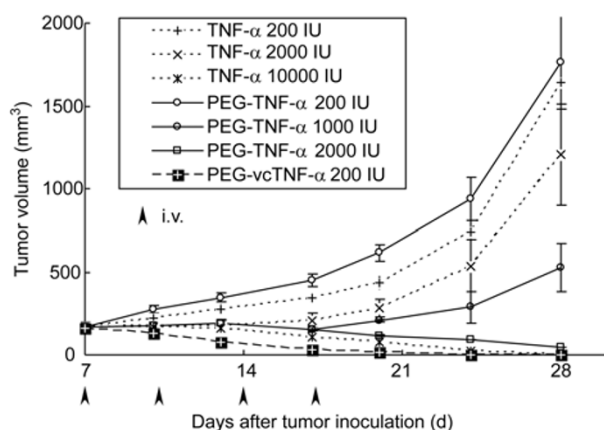 2000
1500
1000
500
0
Tumor volume (mm³)
TNF-α 200 IU
TNF-α 2000 IU
TNF-α 10000 IU
PEG-TNF-α 200 IU
PEG-TNF-α 1000 IU
PEG-TNF-α 2000 IU
PEG-vcTNF-α 200 IU
i.v.
7 14 21 28
Days after tumor inoculation (d)